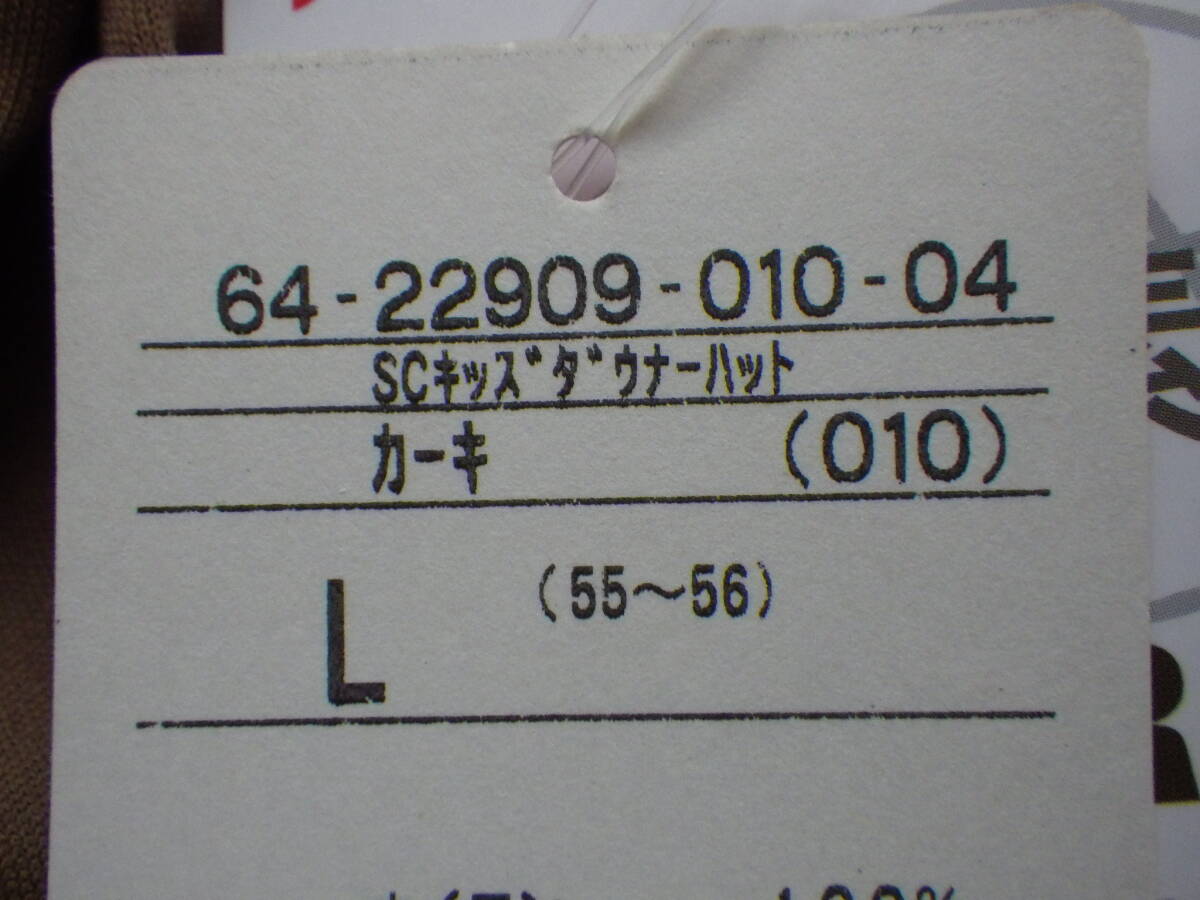 64-22909-010-04
SCｷｯｽﾞﾀﾞｳﾅｰﾊｯﾄ
ｶｰｷ (010)
L (55～56)
100%